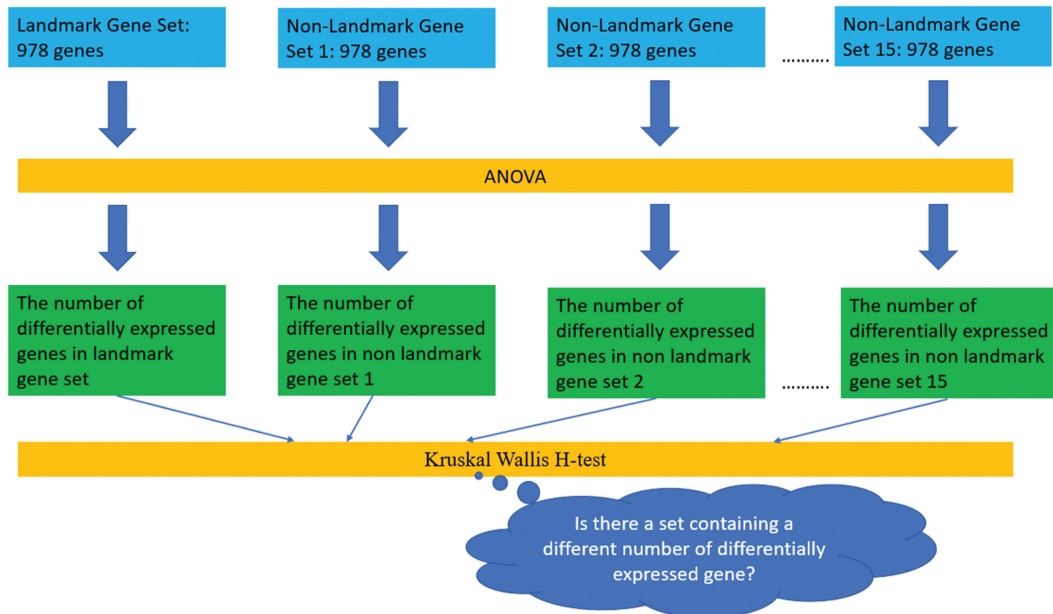 Landmark Gene Set:
978 genes
Non-Landmark Gene
Set 1: 978 genes
Non-Landmark Gene
Set 2: 978 genes
..........
Non-Landmark Gene
Set 15: 978 genes
ANOVA
The number of
differentially expressed
genes in landmark
gene set
The number of
differentially expressed
genes in non landmark
gene set 1
The number of
differentially expressed
genes in non landmark
gene set 2
..........
The number of
differentially expressed
genes in non landmark
gene set 15
Kruskal Wallis H-test
Is there a set containing a
different number of differentially
expressed gene?